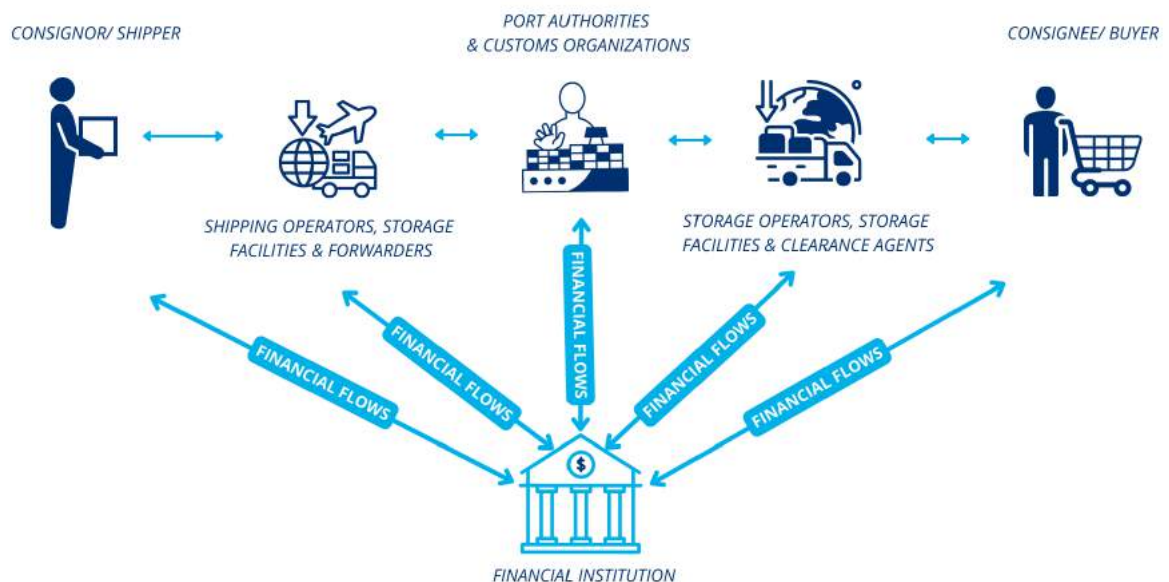 PORT AUTHORITIES
& CUSTOMS ORGANIZATIONS
CONSIGNOR/ SHIPPER
CONSIGNEE/ BUYER
SHIPPING OPERATORS, STORAGE
FACILITIES & FORWARDERS
STORAGE OPERATORS, STORAGE
FACILITIES & CLEARANCE AGENTS
FINANCIAL FLOWS
FINANCIAL FLOWS
FINANCIAL FLOWS
FINANCIAL FLOWS
FINANCIAL FLOWS
$
FINANCIAL INSTITUTION